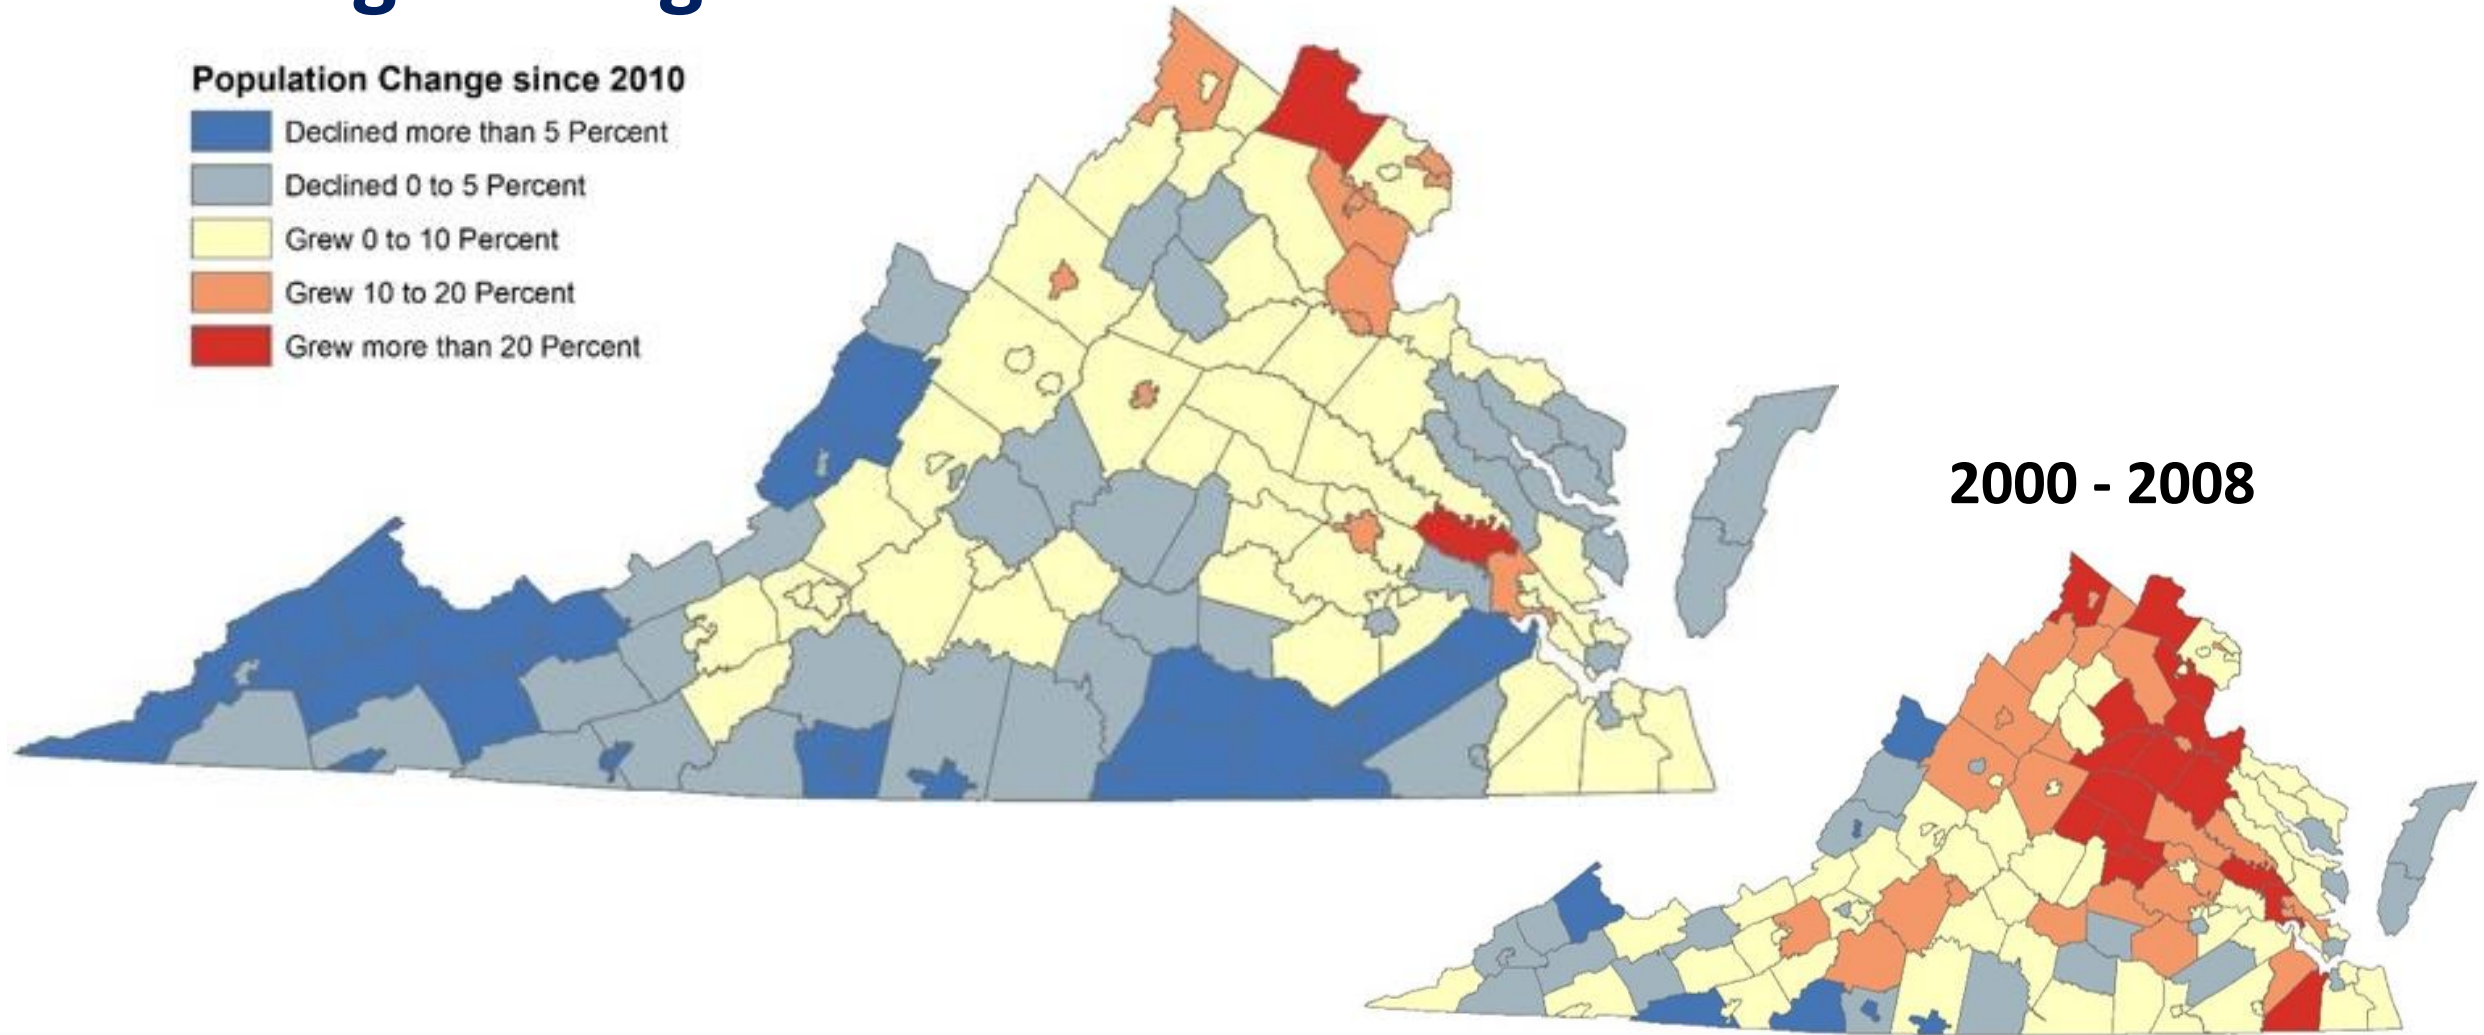 Population Change since 2010
Declined more than 5 Percent
Declined 0 to 5 Percent
Grew 0 to 10 Percent
Grew 10 to 20 Percent
Grew more than 20 Percent
2000 - 2008